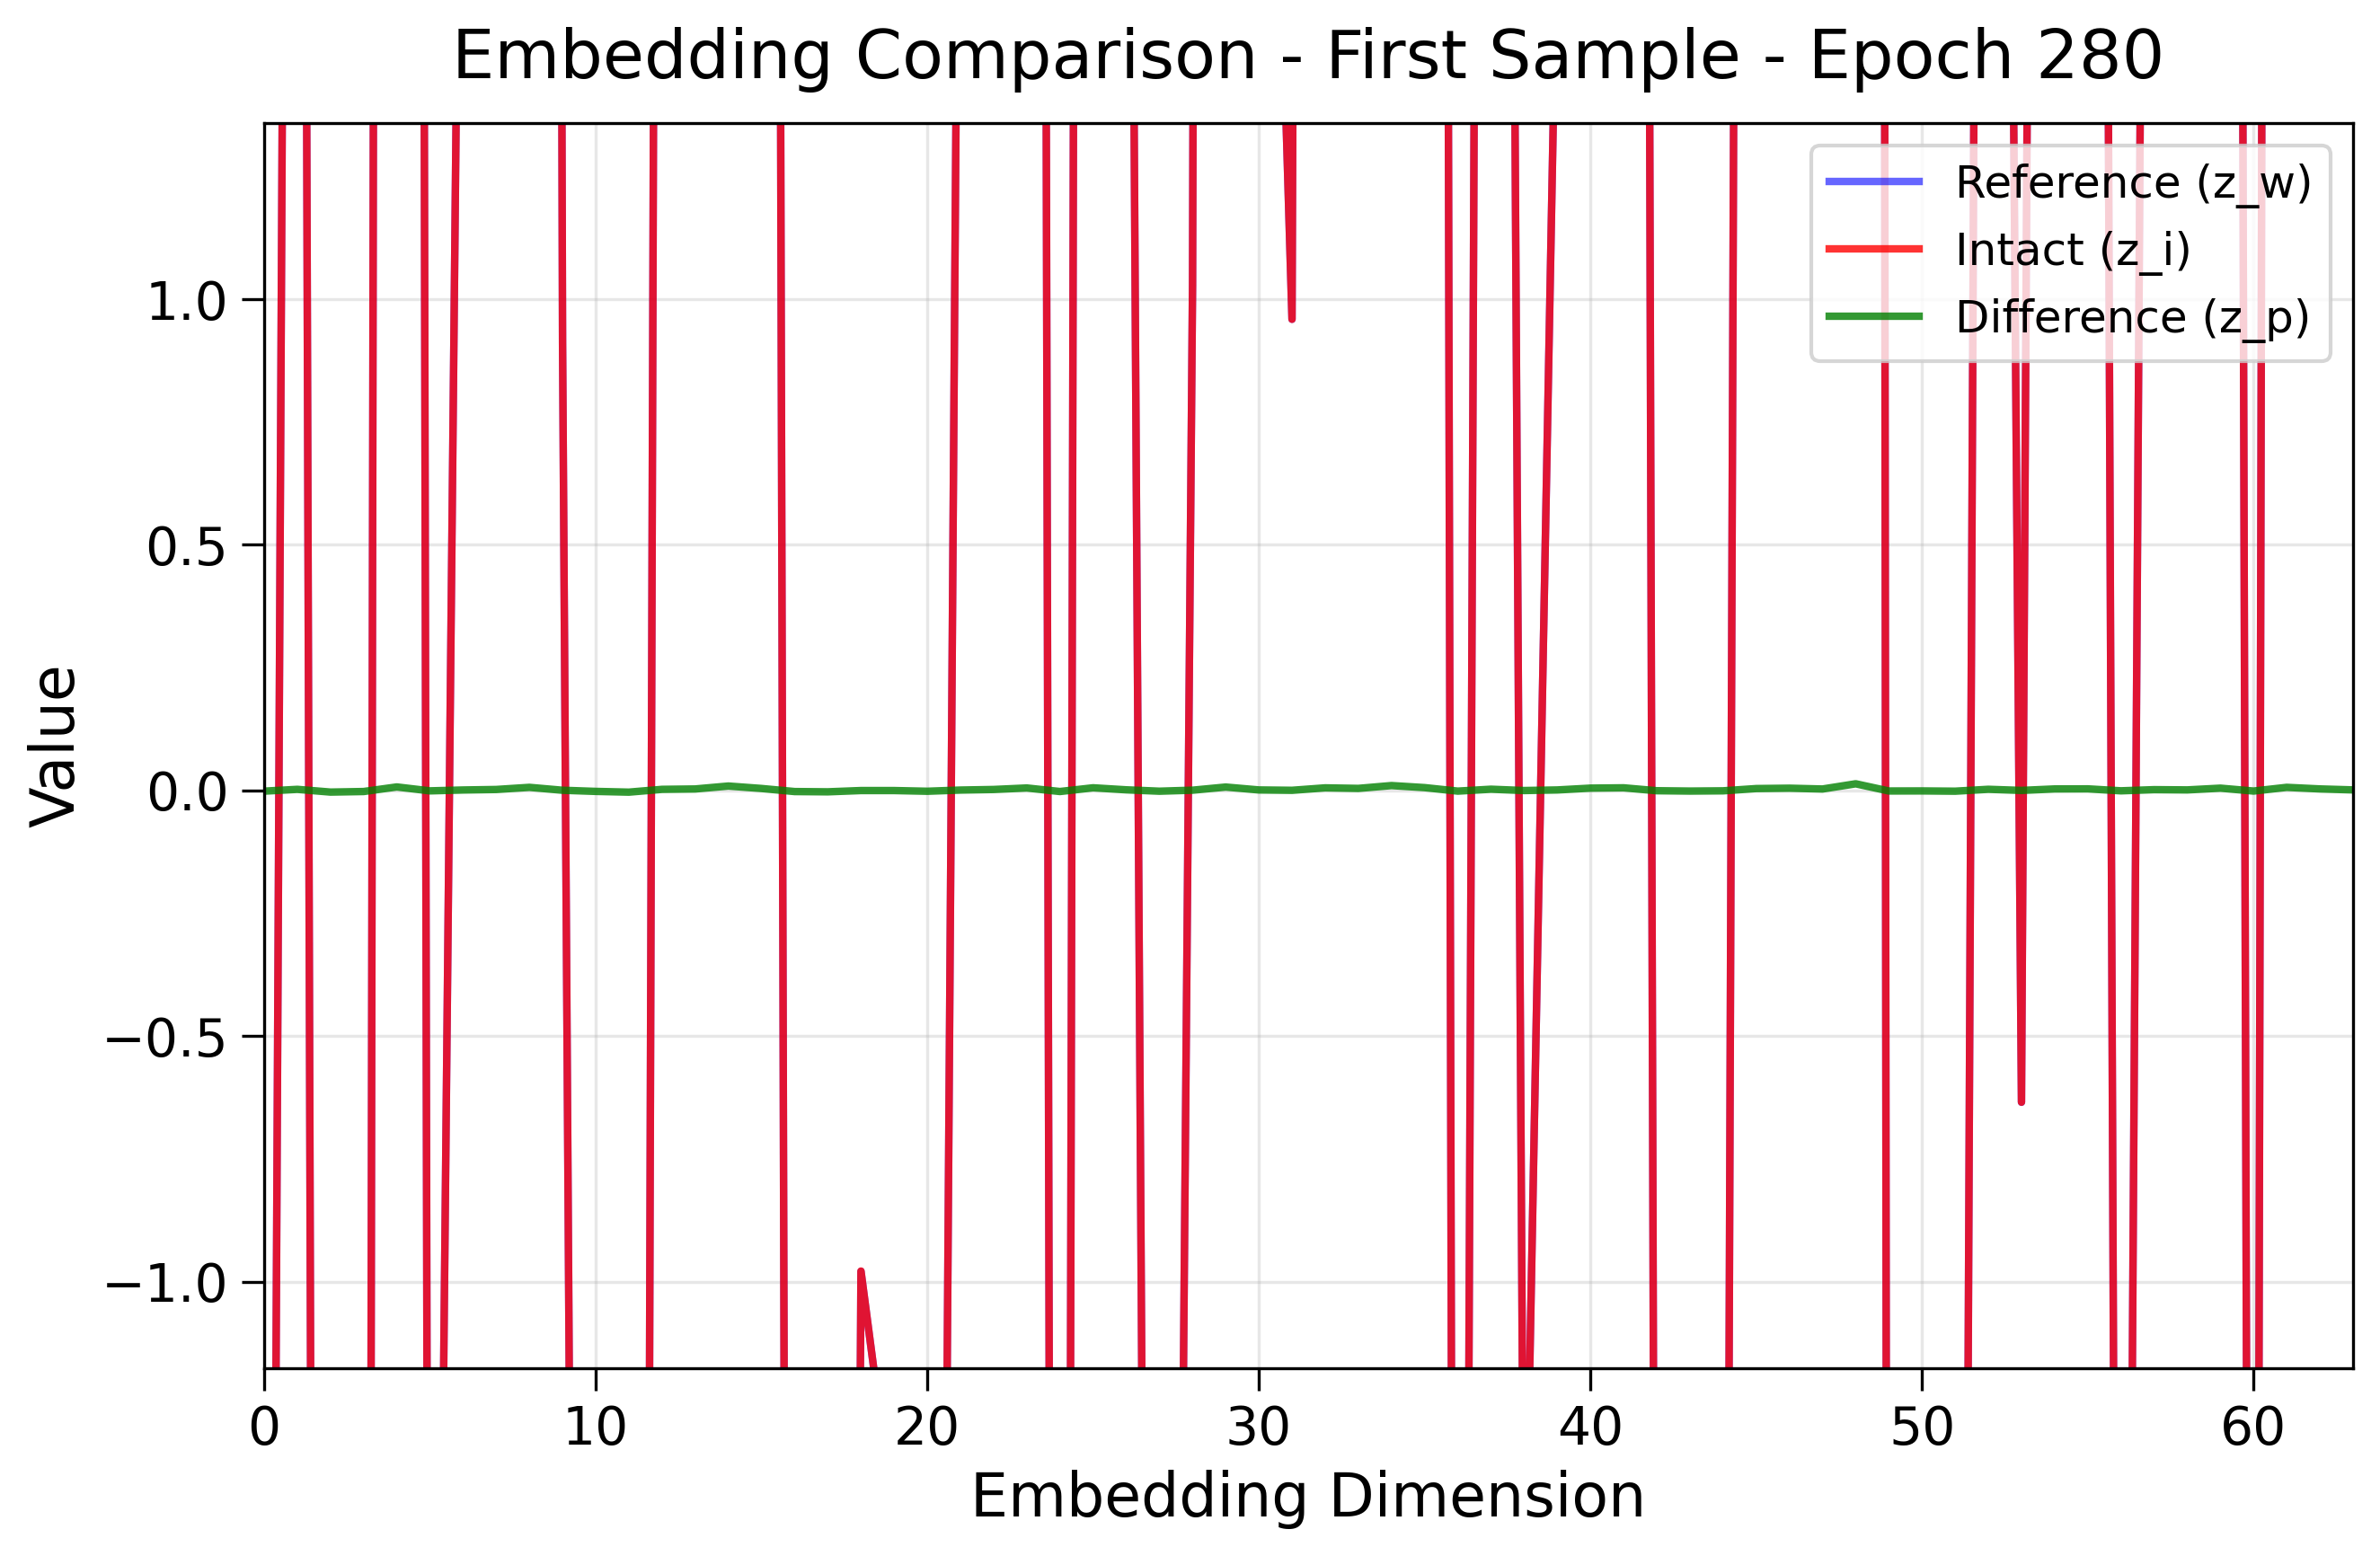 Embedding Comparison - First Sample - Epoch 280
Reference (z_w)
Intact (z_i)
Difference (z_p)
1.0
0.5
0.0
−0.5
−1.0
Value
0 10 20 30 40 50 60
Embedding Dimension